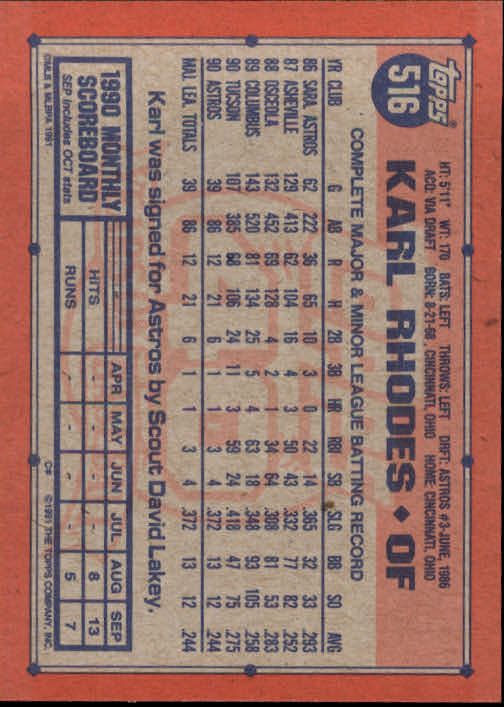 TOPPS®
516
HT: 5'11" WT: 170 BATS: LEFT THROWS: LEFT DRFT: ASTROS #3-JUNE, 1986
ACQ: VIA DRAFT BORN: 8-21-68, CINCINNATI, OHIO HOME: CINCINNATI, OHIO
KARL RHODES ◆ OF
COMPLETE MAJOR & MINOR LEAGUE BATTING RECORD
YR CLUB G AB R H 2B 3B HR RBI SB SLG BB SO AVG
86 SARA. ASTROS 62 222 36 65 10 3 0 22 14 .365 32 33 .293
87 ASHEVILLE 129 413 62 104 16 4 3 50 43 .332 77 82 .252
88 OSCEOLA 132 452 69 128 4 2 1 34 64 .308 81 53 .283
89 COLUMBUS 143 520 81 134 25 5 4 63 18 .348 93 105 .258
90 TUCSON 107 385 68 106 24 11 3 59 24 .418 47 75 .275
90 ASTROS 39 86 12 21 6 1 1 3 4 .372 13 12 .244
MAJ. LEA. TOTALS 39 86 12 21 6 1 1 3 4 .372 13 12 .244
Karl was signed for Astros by Scout David Lakey.
1990 MONTHLY SCOREBOARD
SEP includes OCT stats
APR MAY JUN JUL AUG SEP
HITS - - - - 8 13
RUNS - - - - 5 7
©MLB & MLBPA 1991
C* ©1991 THE TOPPS COMPANY, INC.